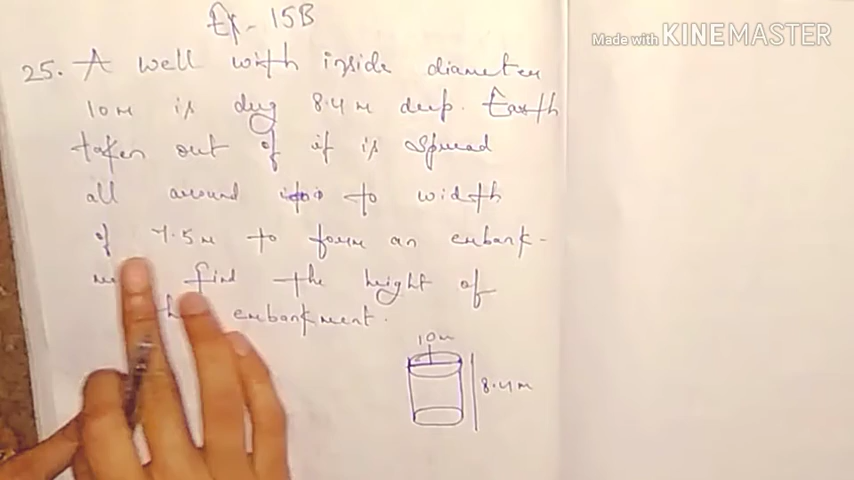 Ex - 15B
Made with KINEMASTER
25. A well with inside diameter
10m is dug 8.4m deep. Earth
taken out of it is spread
all around to width
of 7.5m to form an embank-
find the height of
embankment.
10m
8.4m